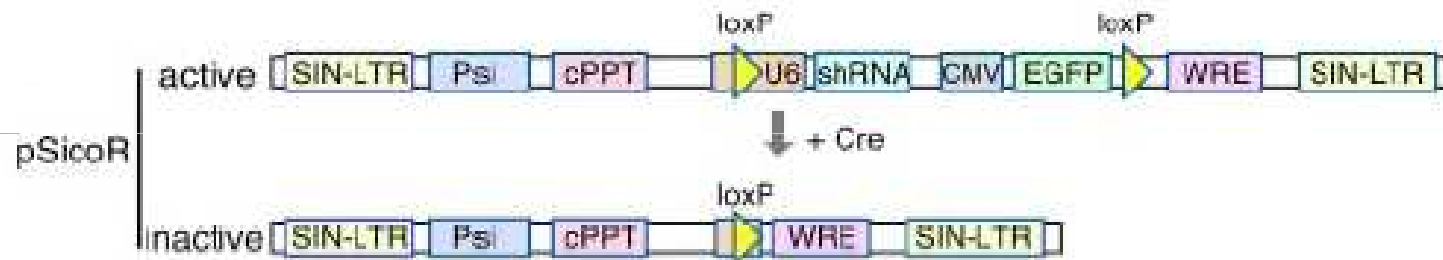 loxP loxP
active SIN-LTR Psi cPPT U6 shRNA CMV EGFP WRE SIN-LTR
pSicoR
+ Cre
loxP
inactive SIN-LTR Psi cPPT WRE SIN-LTR